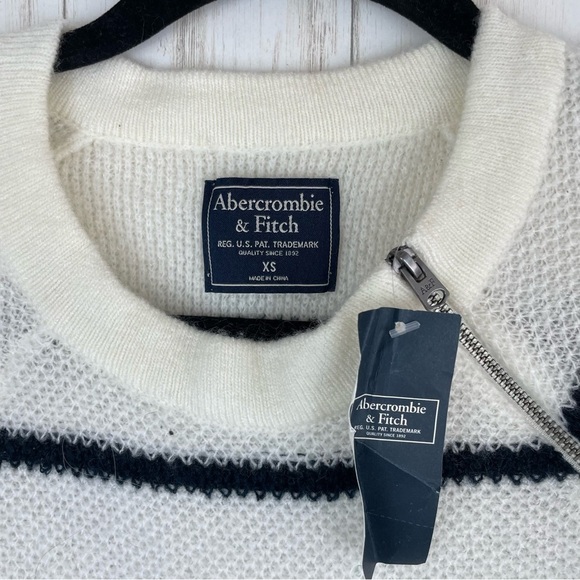 Abercrombie
& Fitch
REG. U.S. PAT. TRADEMARK
QUALITY SINCE 1892
XS
MADE IN CHINA
A&F
Abercrombie
& Fitch
REG. U.S. PAT. TRADEMARK
QUALITY SINCE 1892